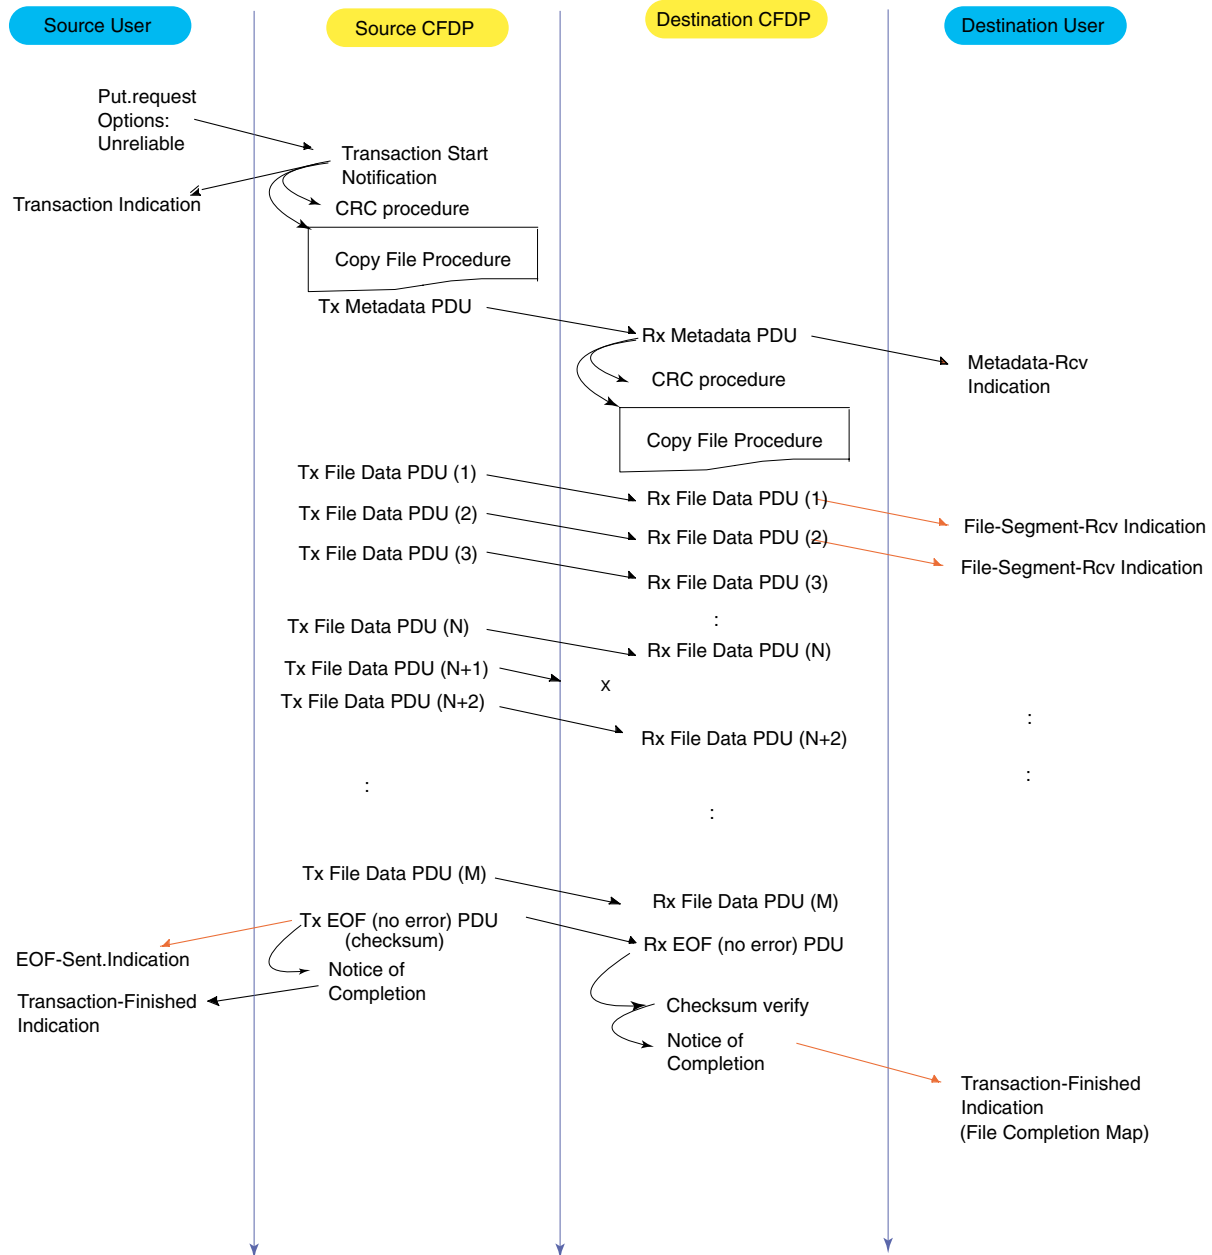 Source User
Source CFDP
Destination CFDP
Destination User
Put.request
Options:
Unreliable
Transaction Start
Notification
Transaction Indication
CRC procedure
Copy File Procedure
Tx Metadata PDU
Rx Metadata PDU
Metadata-Rcv
Indication
CRC procedure
Copy File Procedure
Tx File Data PDU (1)
Rx File Data PDU (1)
File-Segment-Rcv Indication
Tx File Data PDU (2)
Rx File Data PDU (2)
File-Segment-Rcv Indication
Tx File Data PDU (3)
Rx File Data PDU (3)
:
Tx File Data PDU (N)
Rx File Data PDU (N)
Tx File Data PDU (N+1)
x
Tx File Data PDU (N+2)
Rx File Data PDU (N+2)
:
:
:
:
Tx File Data PDU (M)
Rx File Data PDU (M)
Tx EOF (no error) PDU
(checksum)
Rx EOF (no error) PDU
EOF-Sent.Indication
Notice of
Completion
Transaction-Finished
Indication
Checksum verify
Notice of
Completion
Transaction-Finished
Indication
(File Completion Map)